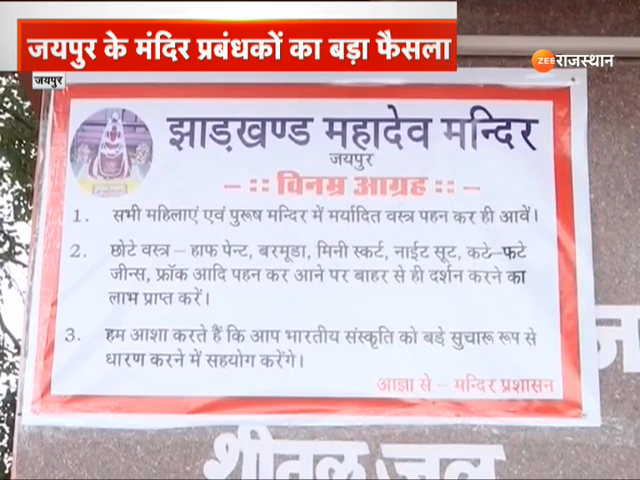 जयपुर के मंदिर प्रबंधकों का बड़ा फैसला
ZEE राजस्थान
जयपुर
झाड़खण्ड महादेव मन्दिर
जयपुर
– :: विनम्र आग्रह :: –
1. सभी महिलाएं एवं पुरूष मन्दिर में मर्यादित वस्त्र पहन कर ही आवें।
2. छोटे वस्त्र – हाफ पेन्ट, बरमूडा, मिनी स्कर्ट, नाईट सूट, कटे–फटे
जीन्स, फ्रॉक आदि पहन कर आने पर बाहर से ही दर्शन करने का
लाभ प्राप्त करें।
3. हम आशा करते हैं कि आप भारतीय संस्कृति को बड़े सुचारू रूप से
धारण करने में सहयोग करेंगे।
आज्ञा से – मन्दिर प्रशासन
शीतल जल